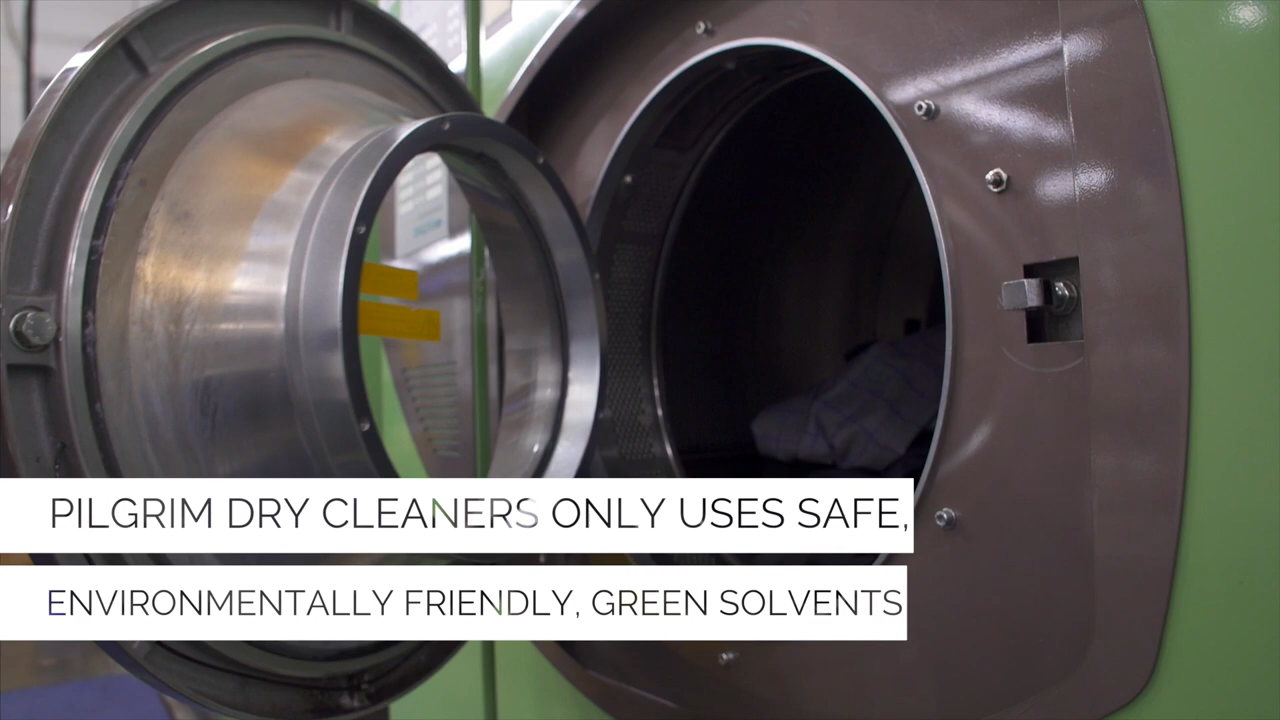 PILGRIM DRY CLEANERS ONLY USES SAFE,
ENVIRONMENTALLY FRIENDLY, GREEN SOLVENTS